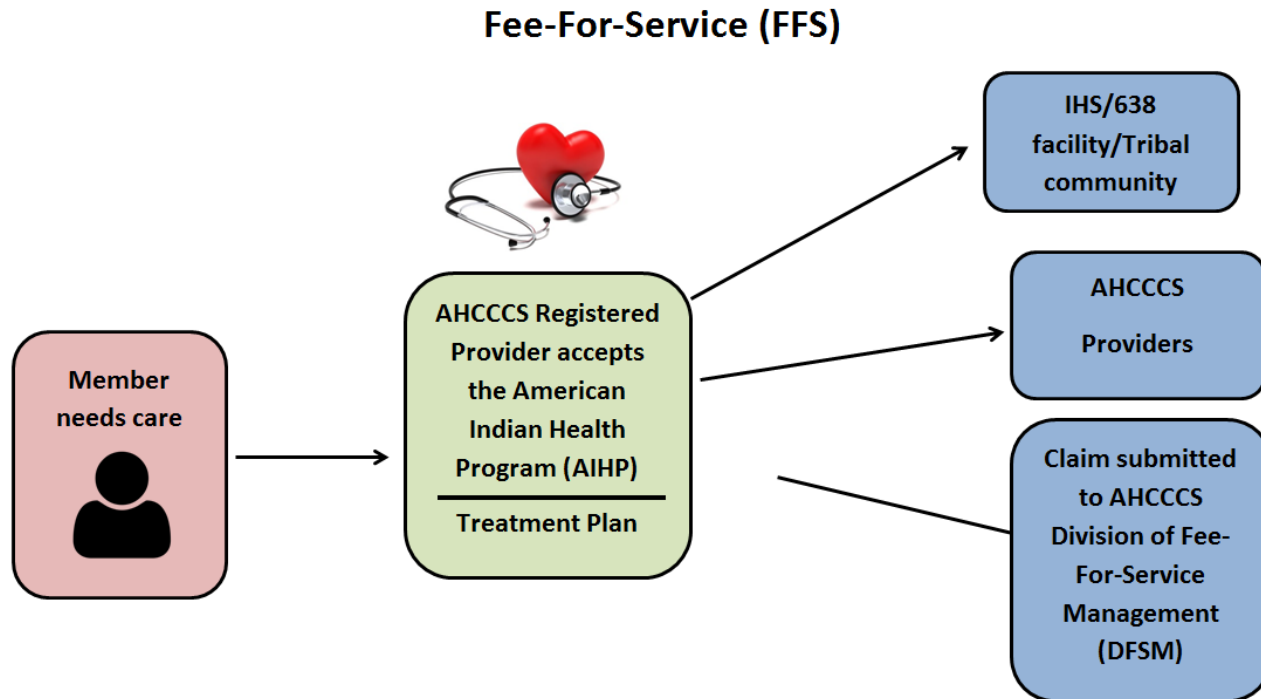 Fee-For-Service (FFS)
Member
needs care
AHCCCS Registered
Provider accepts
the American
Indian Health
Program (AIHP)
Treatment Plan
IHS/638
facility/Tribal
community
AHCCCS
Providers
Claim submitted
to AHCCCS
Division of Fee-
For-Service
Management
(DFSM)